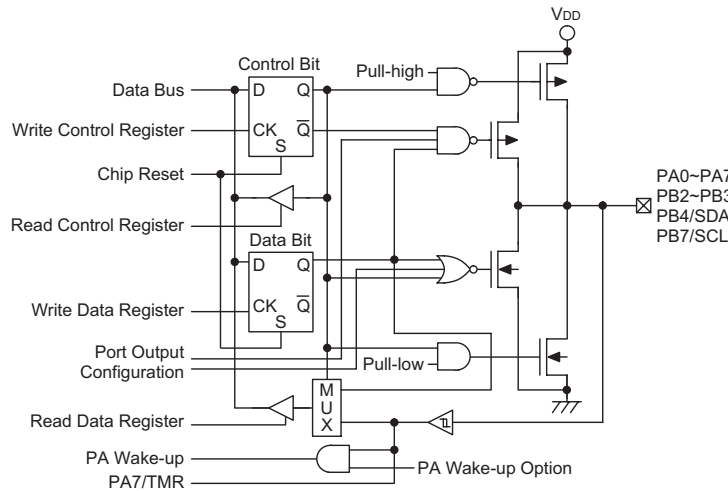 VDD
Control Bit
Pull-high
Data Bus
D
Q
Write Control Register
CK
Q
S
Chip Reset
PA0~PA7
PB2~PB3
PB4/SDA
PB7/SCL
Read Control Register
Data Bit
D
Q
Write Data Register
CK
Q
S
Port Output
Configuration
Pull-low
M
U
X
Read Data Register
PA Wake-up
PA Wake-up Option
PA7/TMR